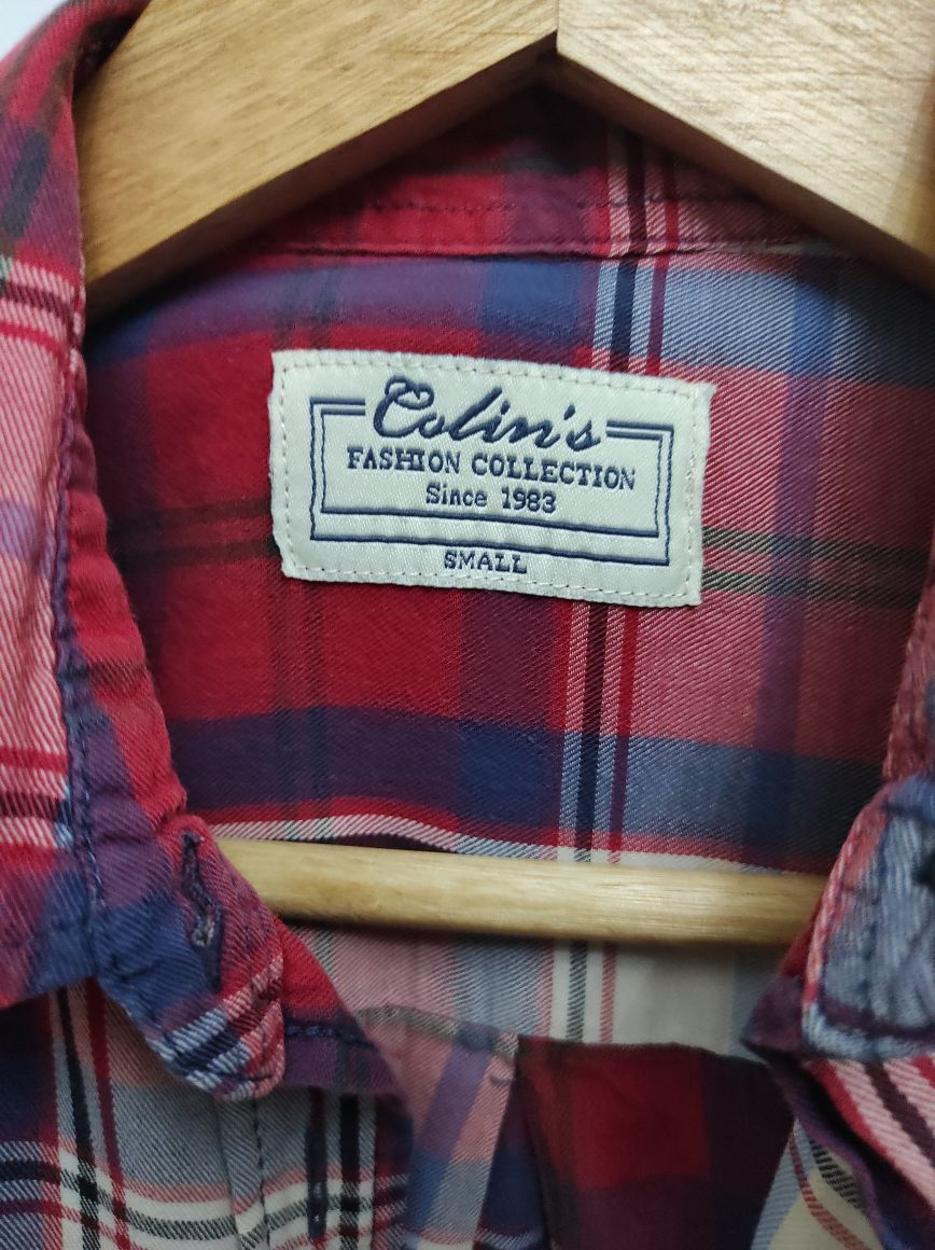 Colin's
FASHION COLLECTION
Since 1983
SMALL